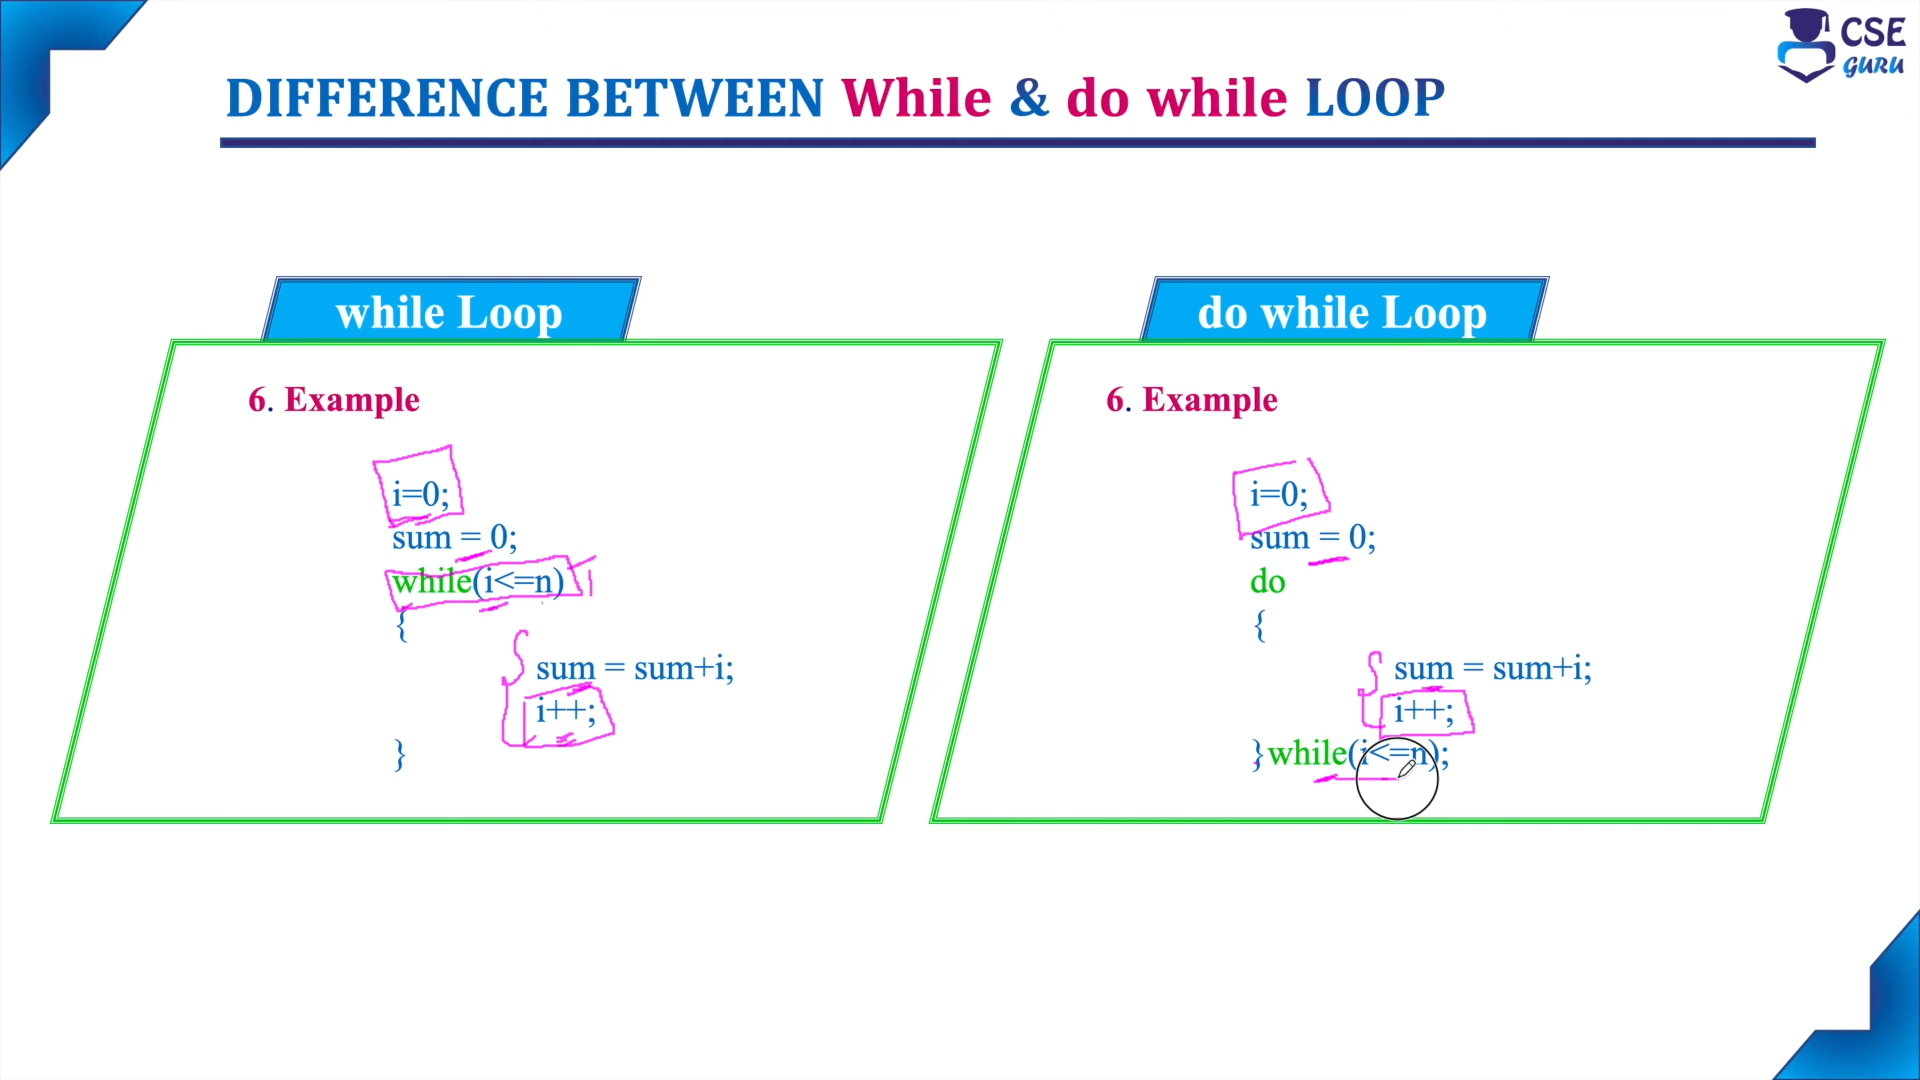 CSE
GURU
DIFFERENCE BETWEEN While & do while LOOP
while Loop
6. Example
i=0;
sum = 0;
while(i<=n)
{
sum = sum+i;
i++;
}
do while Loop
6. Example
i=0;
sum = 0;
do
{
sum = sum+i;
i++;
}while(i<=n);